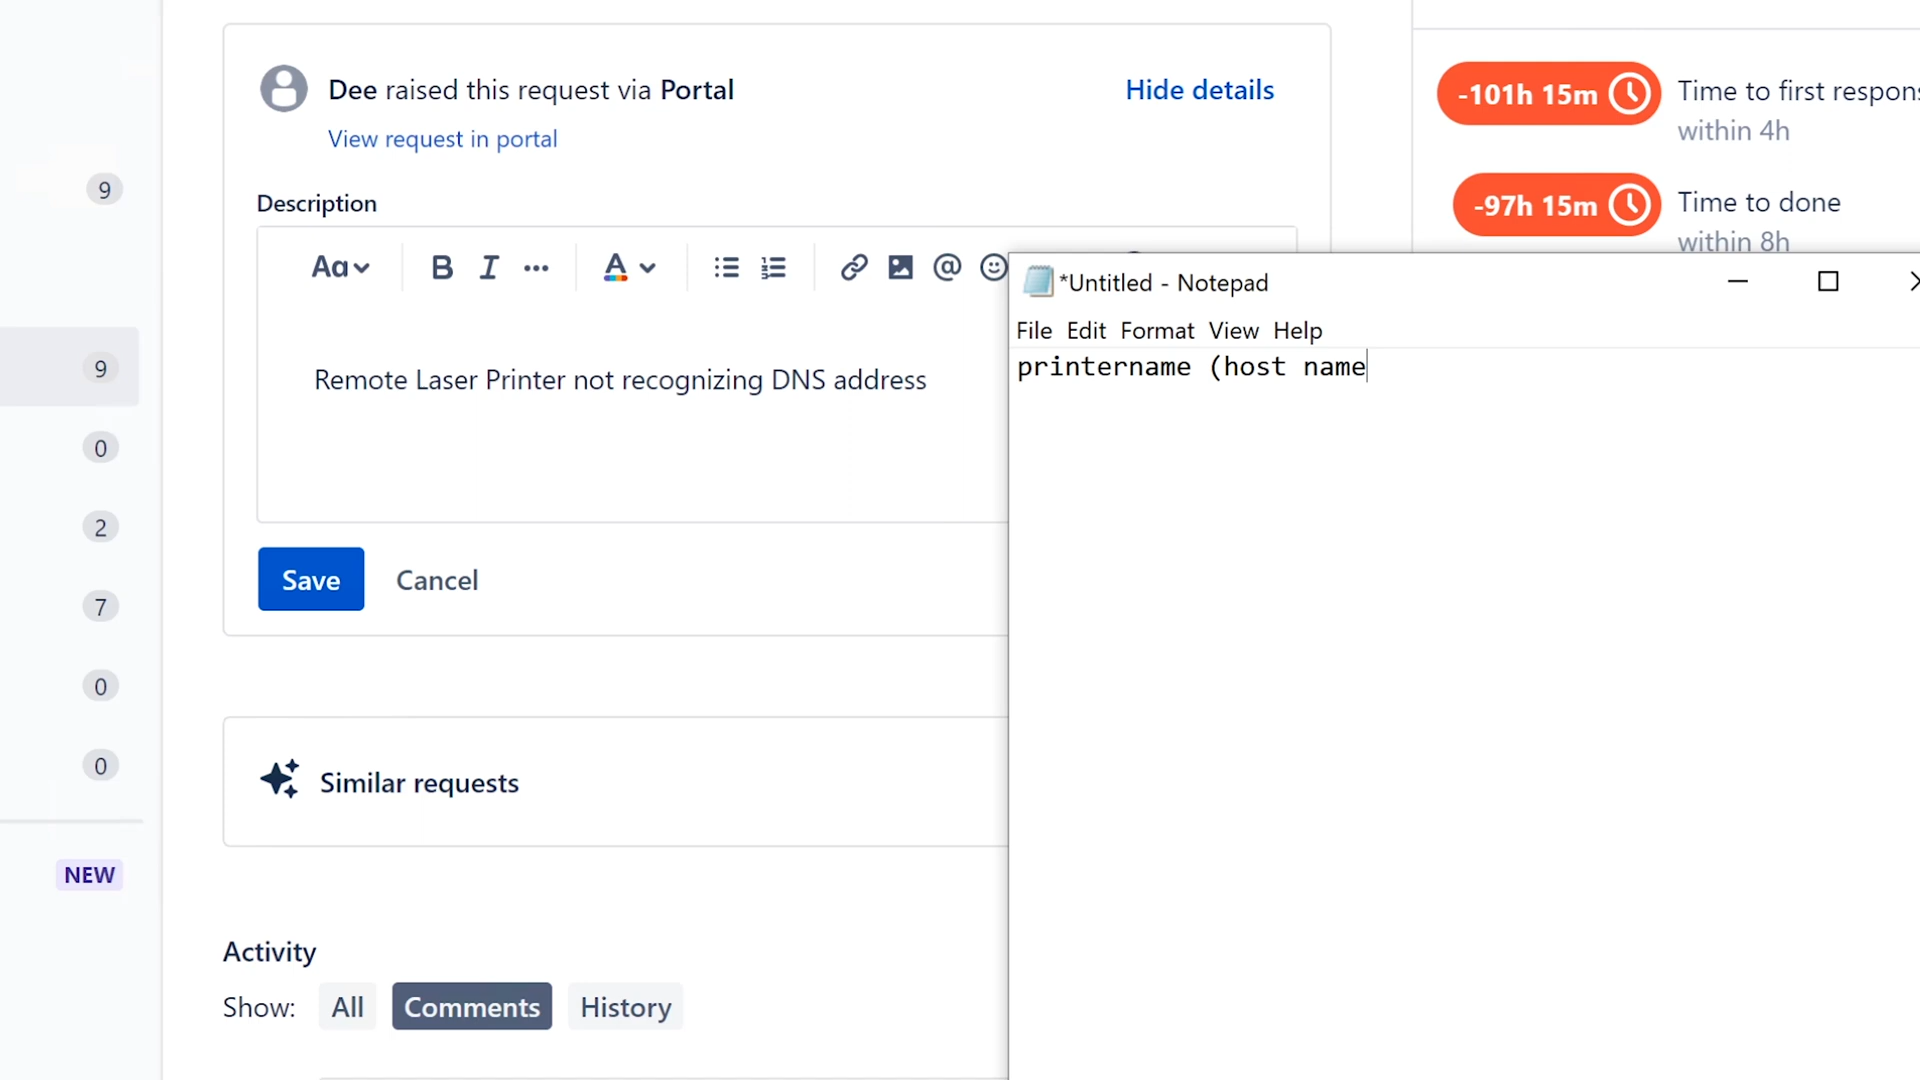 9
9
0
2
7
0
0
NEW
Dee raised this request via Portal
Hide details
View request in portal
Description
Aa
B I ... A @
Remote Laser Printer not recognizing DNS address
Save Cancel
Similar requests
Activity
Show: All Comments History
-101h 15m Time to first respons
within 4h
-97h 15m Time to done
within 8h
*Untitled - Notepad
File Edit Format View Help
printername (host name